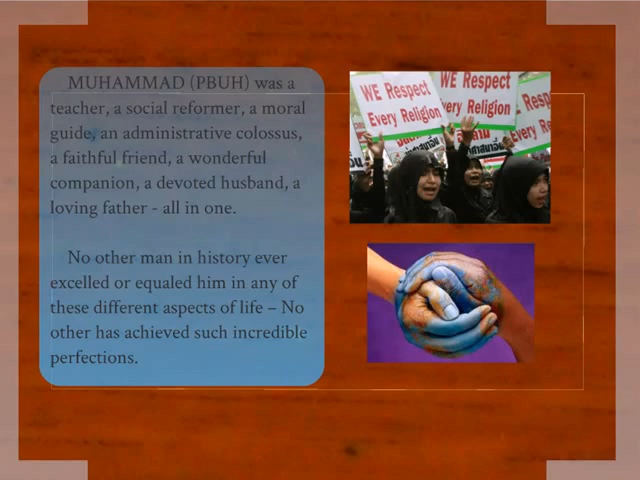 MUHAMMAD (PBUH) was a
teacher, a social reformer, a moral
guide, an administrative colossus,
a faithful friend, a wonderful
companion, a devoted husband, a
loving father - all in one.
No other man in history ever
excelled or equaled him in any of
these different aspects of life – No
other has achieved such incredible
perfections.
WE Respect
Every Religion
WE Respect
Every Religion
Resp
Every Re